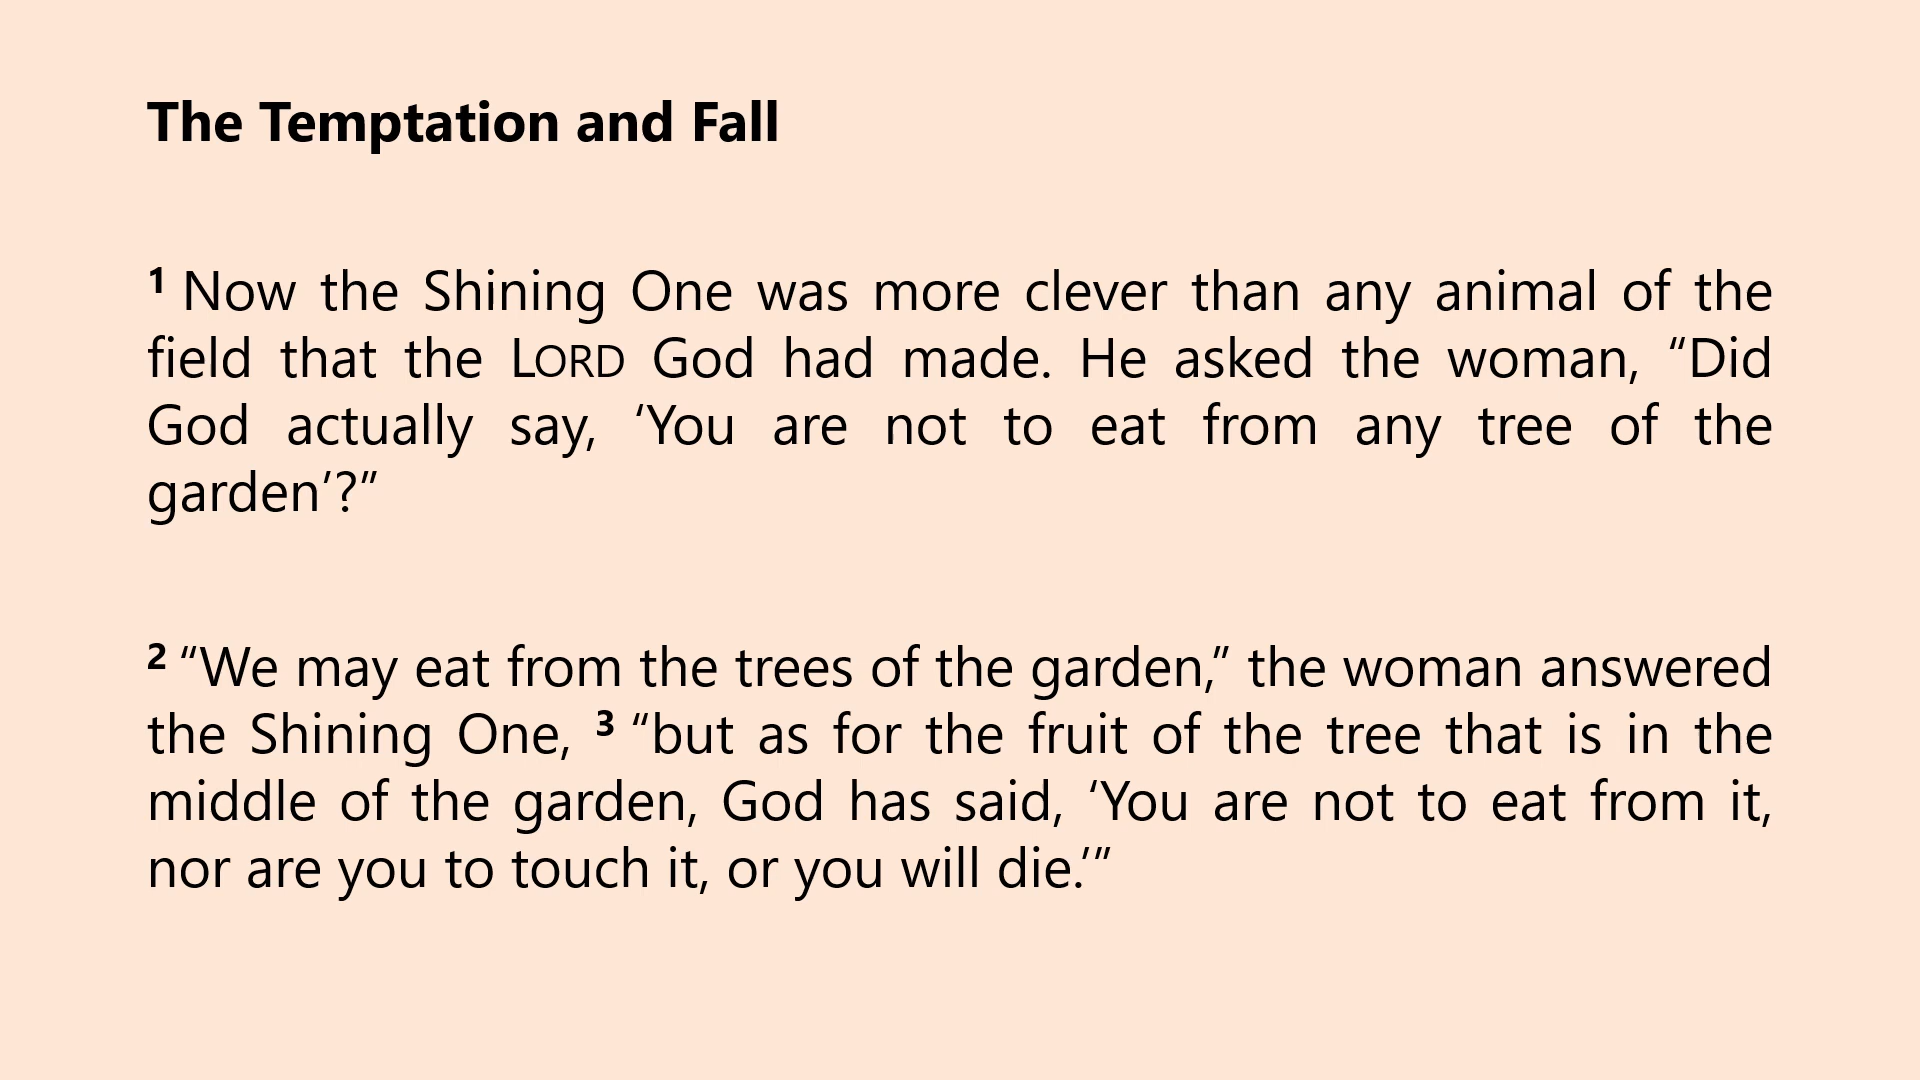 The Temptation and Fall
1 Now the Shining One was more clever than any animal of the
field that the LORD God had made. He asked the woman, “Did
God actually say, ‘You are not to eat from any tree of the
garden’?”
2 “We may eat from the trees of the garden,” the woman answered
the Shining One, 3 “but as for the fruit of the tree that is in the
middle of the garden, God has said, ‘You are not to eat from it,
nor are you to touch it, or you will die.’”